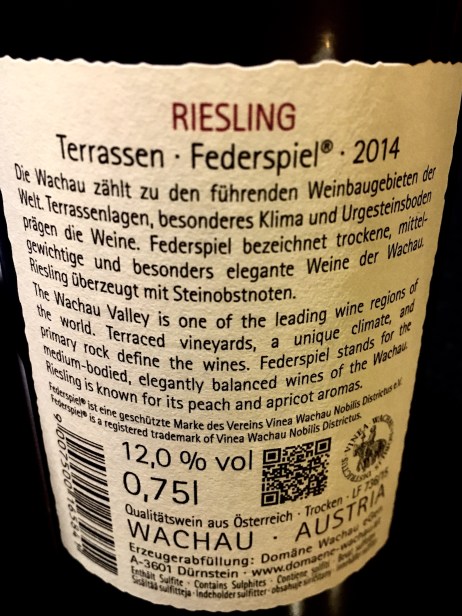 RIESLING
Terrassen · Federspiel® · 2014
Die Wachau zählt zu den führenden Weinbaugebieten der
Welt. Terrassenlagen, besonderes Klima und Urgesteinsboden
prägen die Weine. Federspiel bezeichnet trockene, mittel-
gewichtige und besonders elegante Weine der Wachau.
Riesling überzeugt mit Steinobstnoten.
The Wachau Valley is one of the leading wine regions of
the world. Terraced vineyards, a unique climate, and
primary rock define the wines. Federspiel stands for the
medium-bodied, elegantly balanced wines of the Wachau.
Riesling is known for its peach and apricot aromas.
Federspiel® ist eine geschützte Marke des Vereins Vinea Wachau Nobilis Districtus e.V.
Federspiel® is a registered trademark of Vinea Wachau Nobilis Districtus.
12,0 % vol
0,75l
VINEA WACHAU
Qualitätswein aus Österreich · Trocken · LF
WACHAU · AUSTRIA
Erzeugerabfüllung: Domäne Wachau
A-3601 Dürnstein · www.domaene-wachau
Enthält Sulfite · Contains Sulphites · Contiene Solfiti